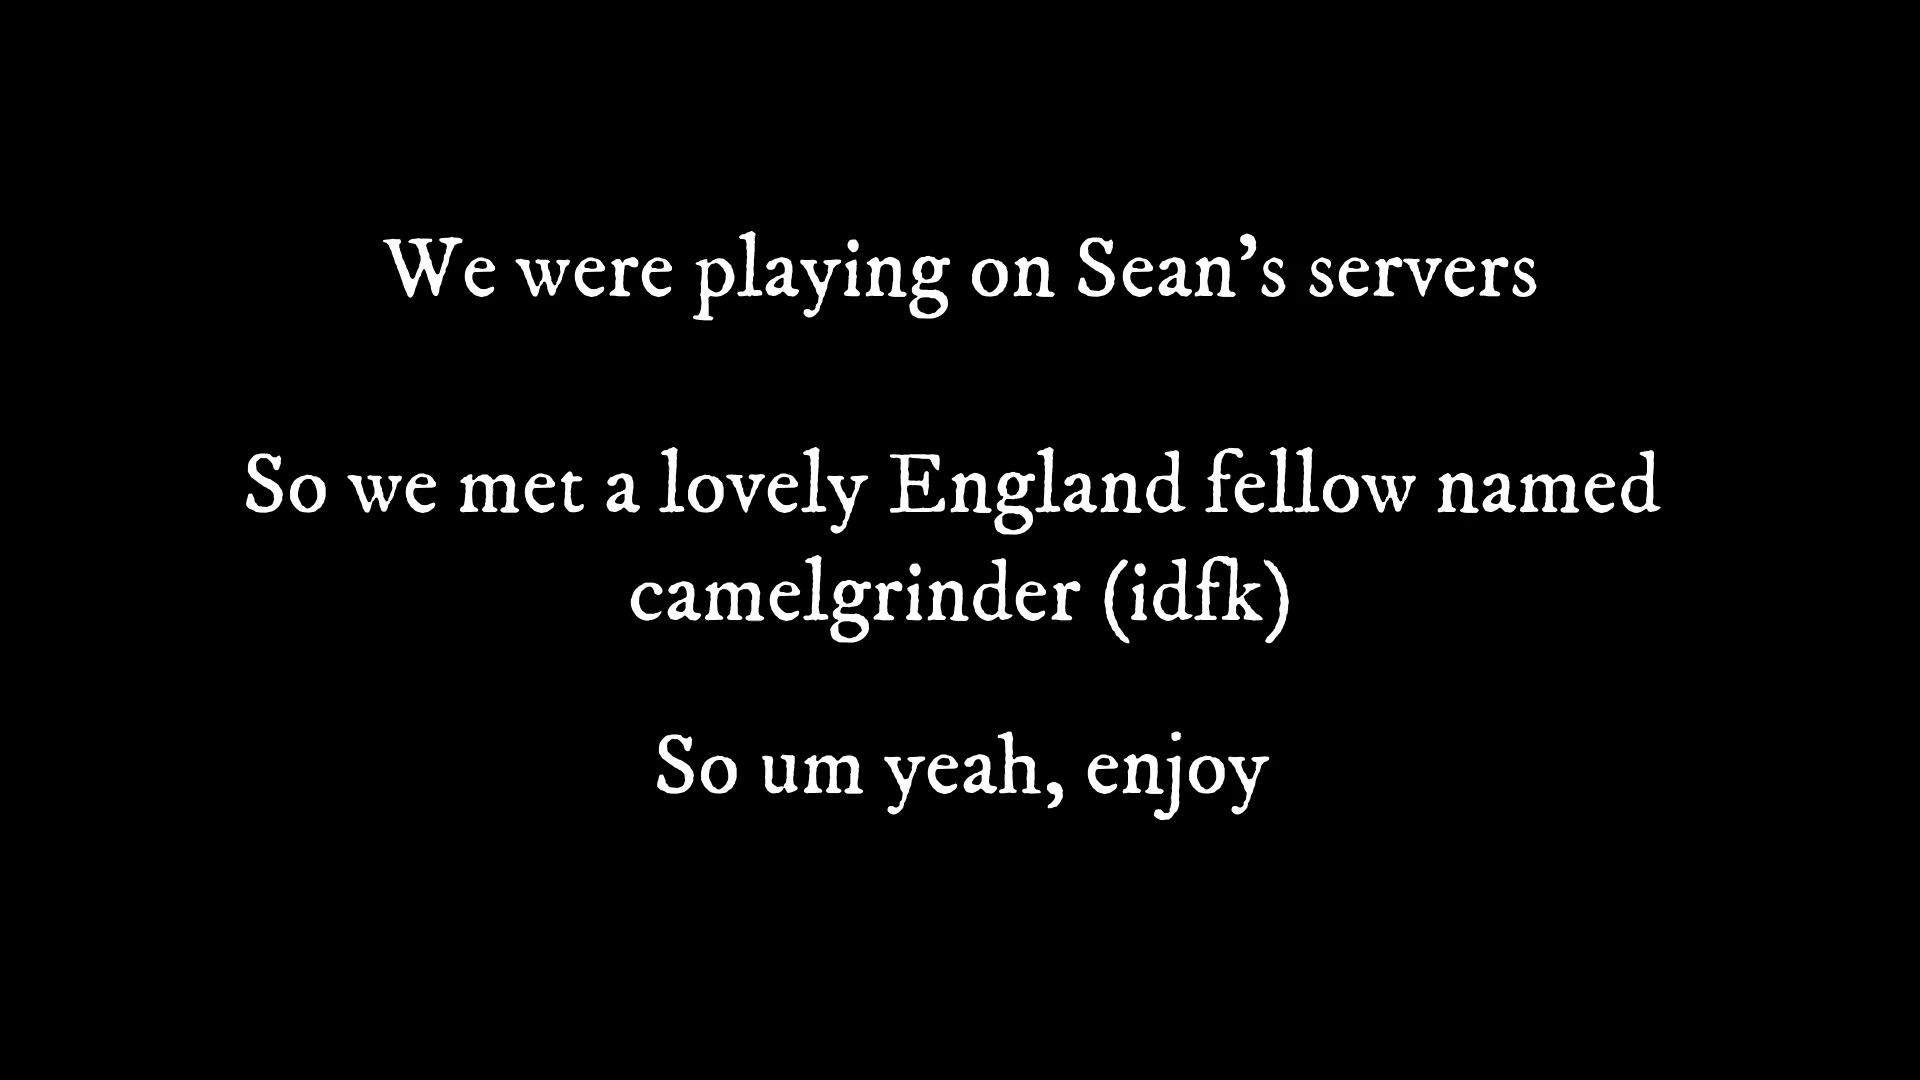 We were playing on Sean's servers
So we met a lovely England fellow named
camelgrinder (idfk)
So um yeah, enjoy